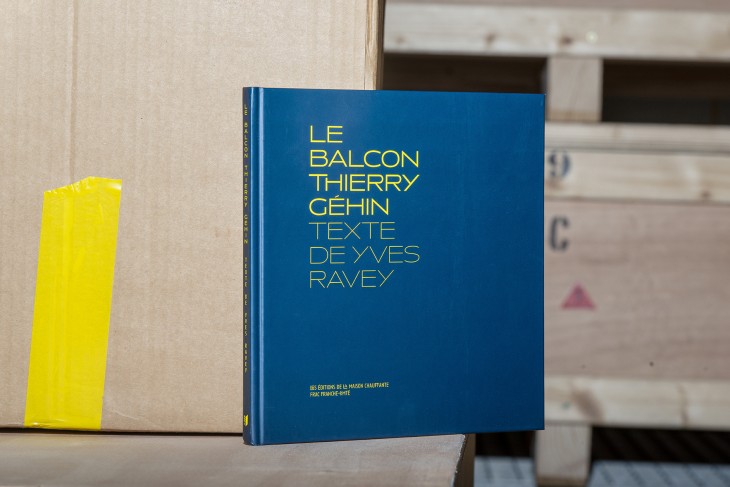 LE BALCON THIERRY GÉHIN TEXTE DE YVES RAVEY
LE
BALCON
THIERRY
GÉHIN
TEXTE
DE YVES
RAVEY
LES ÉDITIONS DE LA MAISON CHAUFFANTE
FRAC FRANCHE-COMTÉ
9
C